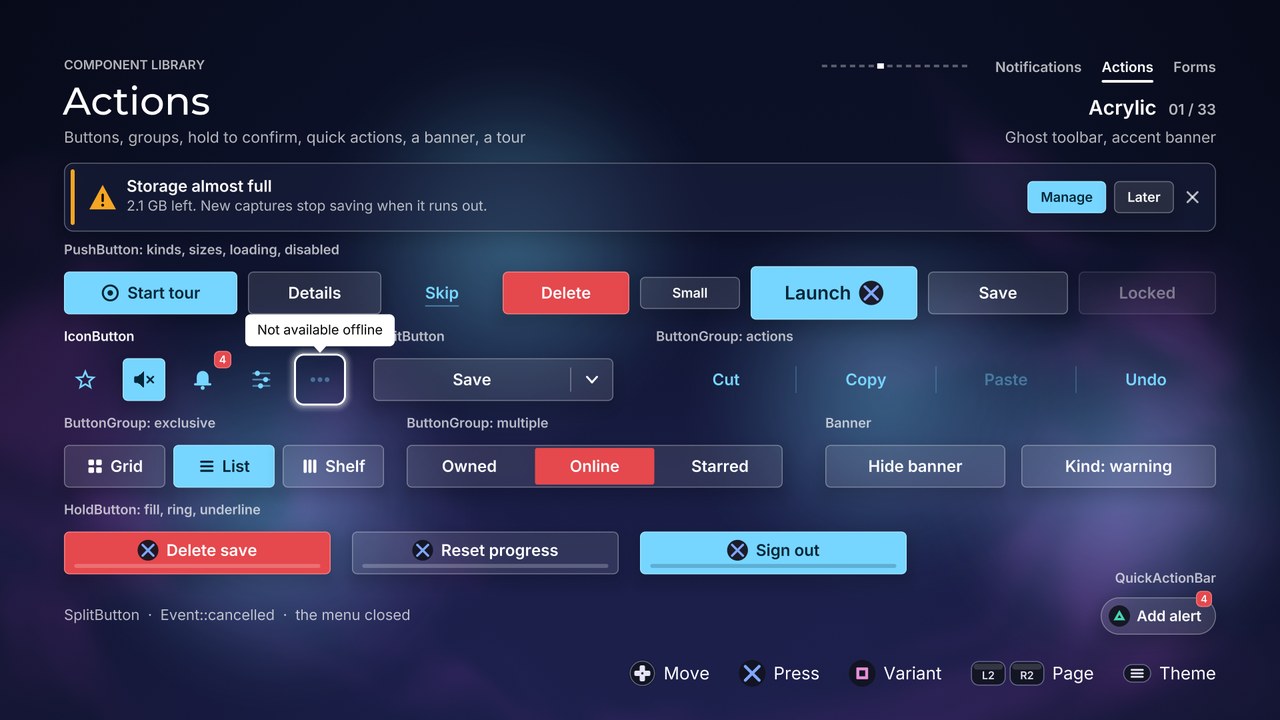 COMPONENT LIBRARY
Notifications Actions Forms
Actions
Acrylic 01 / 33
Buttons, groups, hold to confirm, quick actions, a banner, a tour
Ghost toolbar, accent banner
Storage almost full
2.1 GB left. New captures stop saving when it runs out.
Manage Later
PushButton: kinds, sizes, loading, disabled
Start tour Details Skip Delete Small Launch Save Locked
Not available offline
IconButton itButton ButtonGroup: actions
4
Save Cut Copy Paste Undo
ButtonGroup: exclusive ButtonGroup: multiple Banner
Grid List Shelf Owned Online Starred Hide banner Kind: warning
HoldButton: fill, ring, underline
Delete save Reset progress Sign out
QuickActionBar
4
SplitButton · Event::cancelled · the menu closed
Add alert
Move Press Variant L2 R2 Page Theme